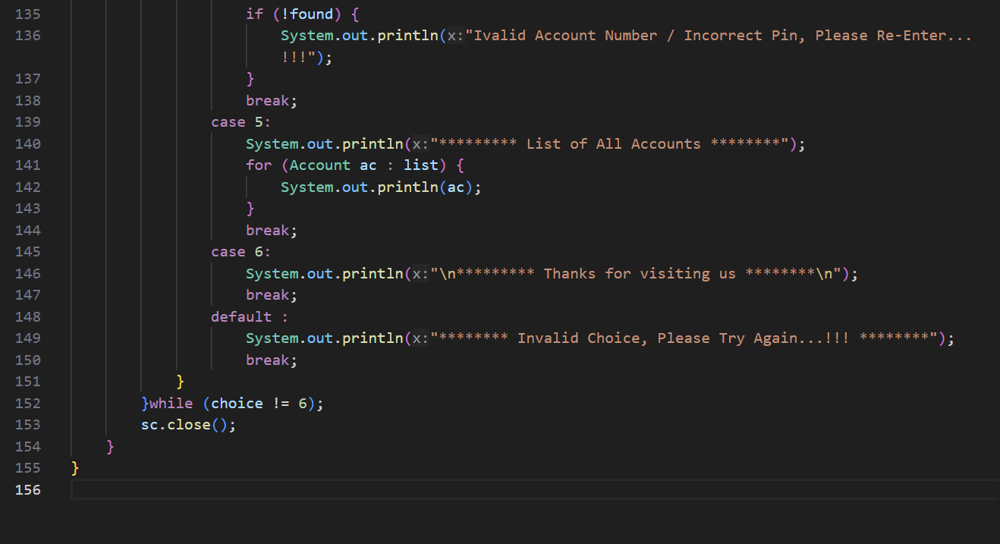 135 if (!found) {
136 System.out.println(x:"Ivalid Account Number / Incorrect Pin, Please Re-Enter...
!!!");
137 }
138 break;
139 case 5:
140 System.out.println(x:"********* List of All Accounts ********");
141 for (Account ac : list) {
142 System.out.println(ac);
143 }
144 break;
145 case 6:
146 System.out.println(x:"\n********* Thanks for visiting us ********\n");
147 break;
148 default :
149 System.out.println(x:"******** Invalid Choice, Please Try Again...!!! ********");
150 break;
151 }
152 }while (choice != 6);
153 sc.close();
154 }
155 }
156